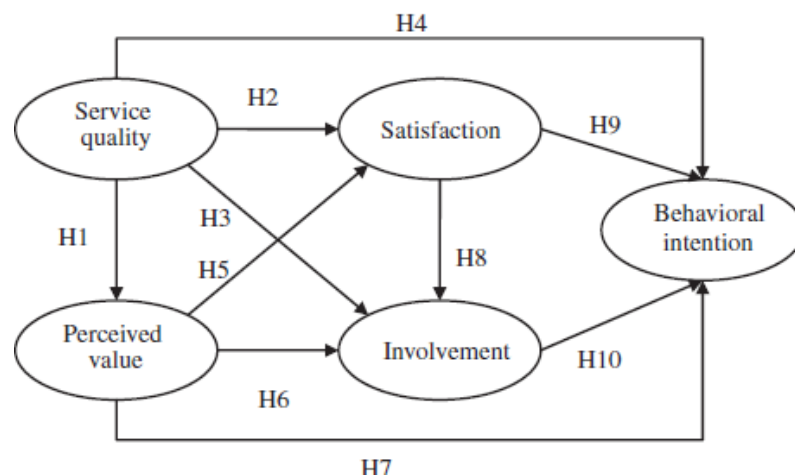 H4
Service
quality
H2
Satisfaction
H9
H3
Behavioral
intention
H1
H5
H8
Perceived
value
Involvement
H10
H6
H7